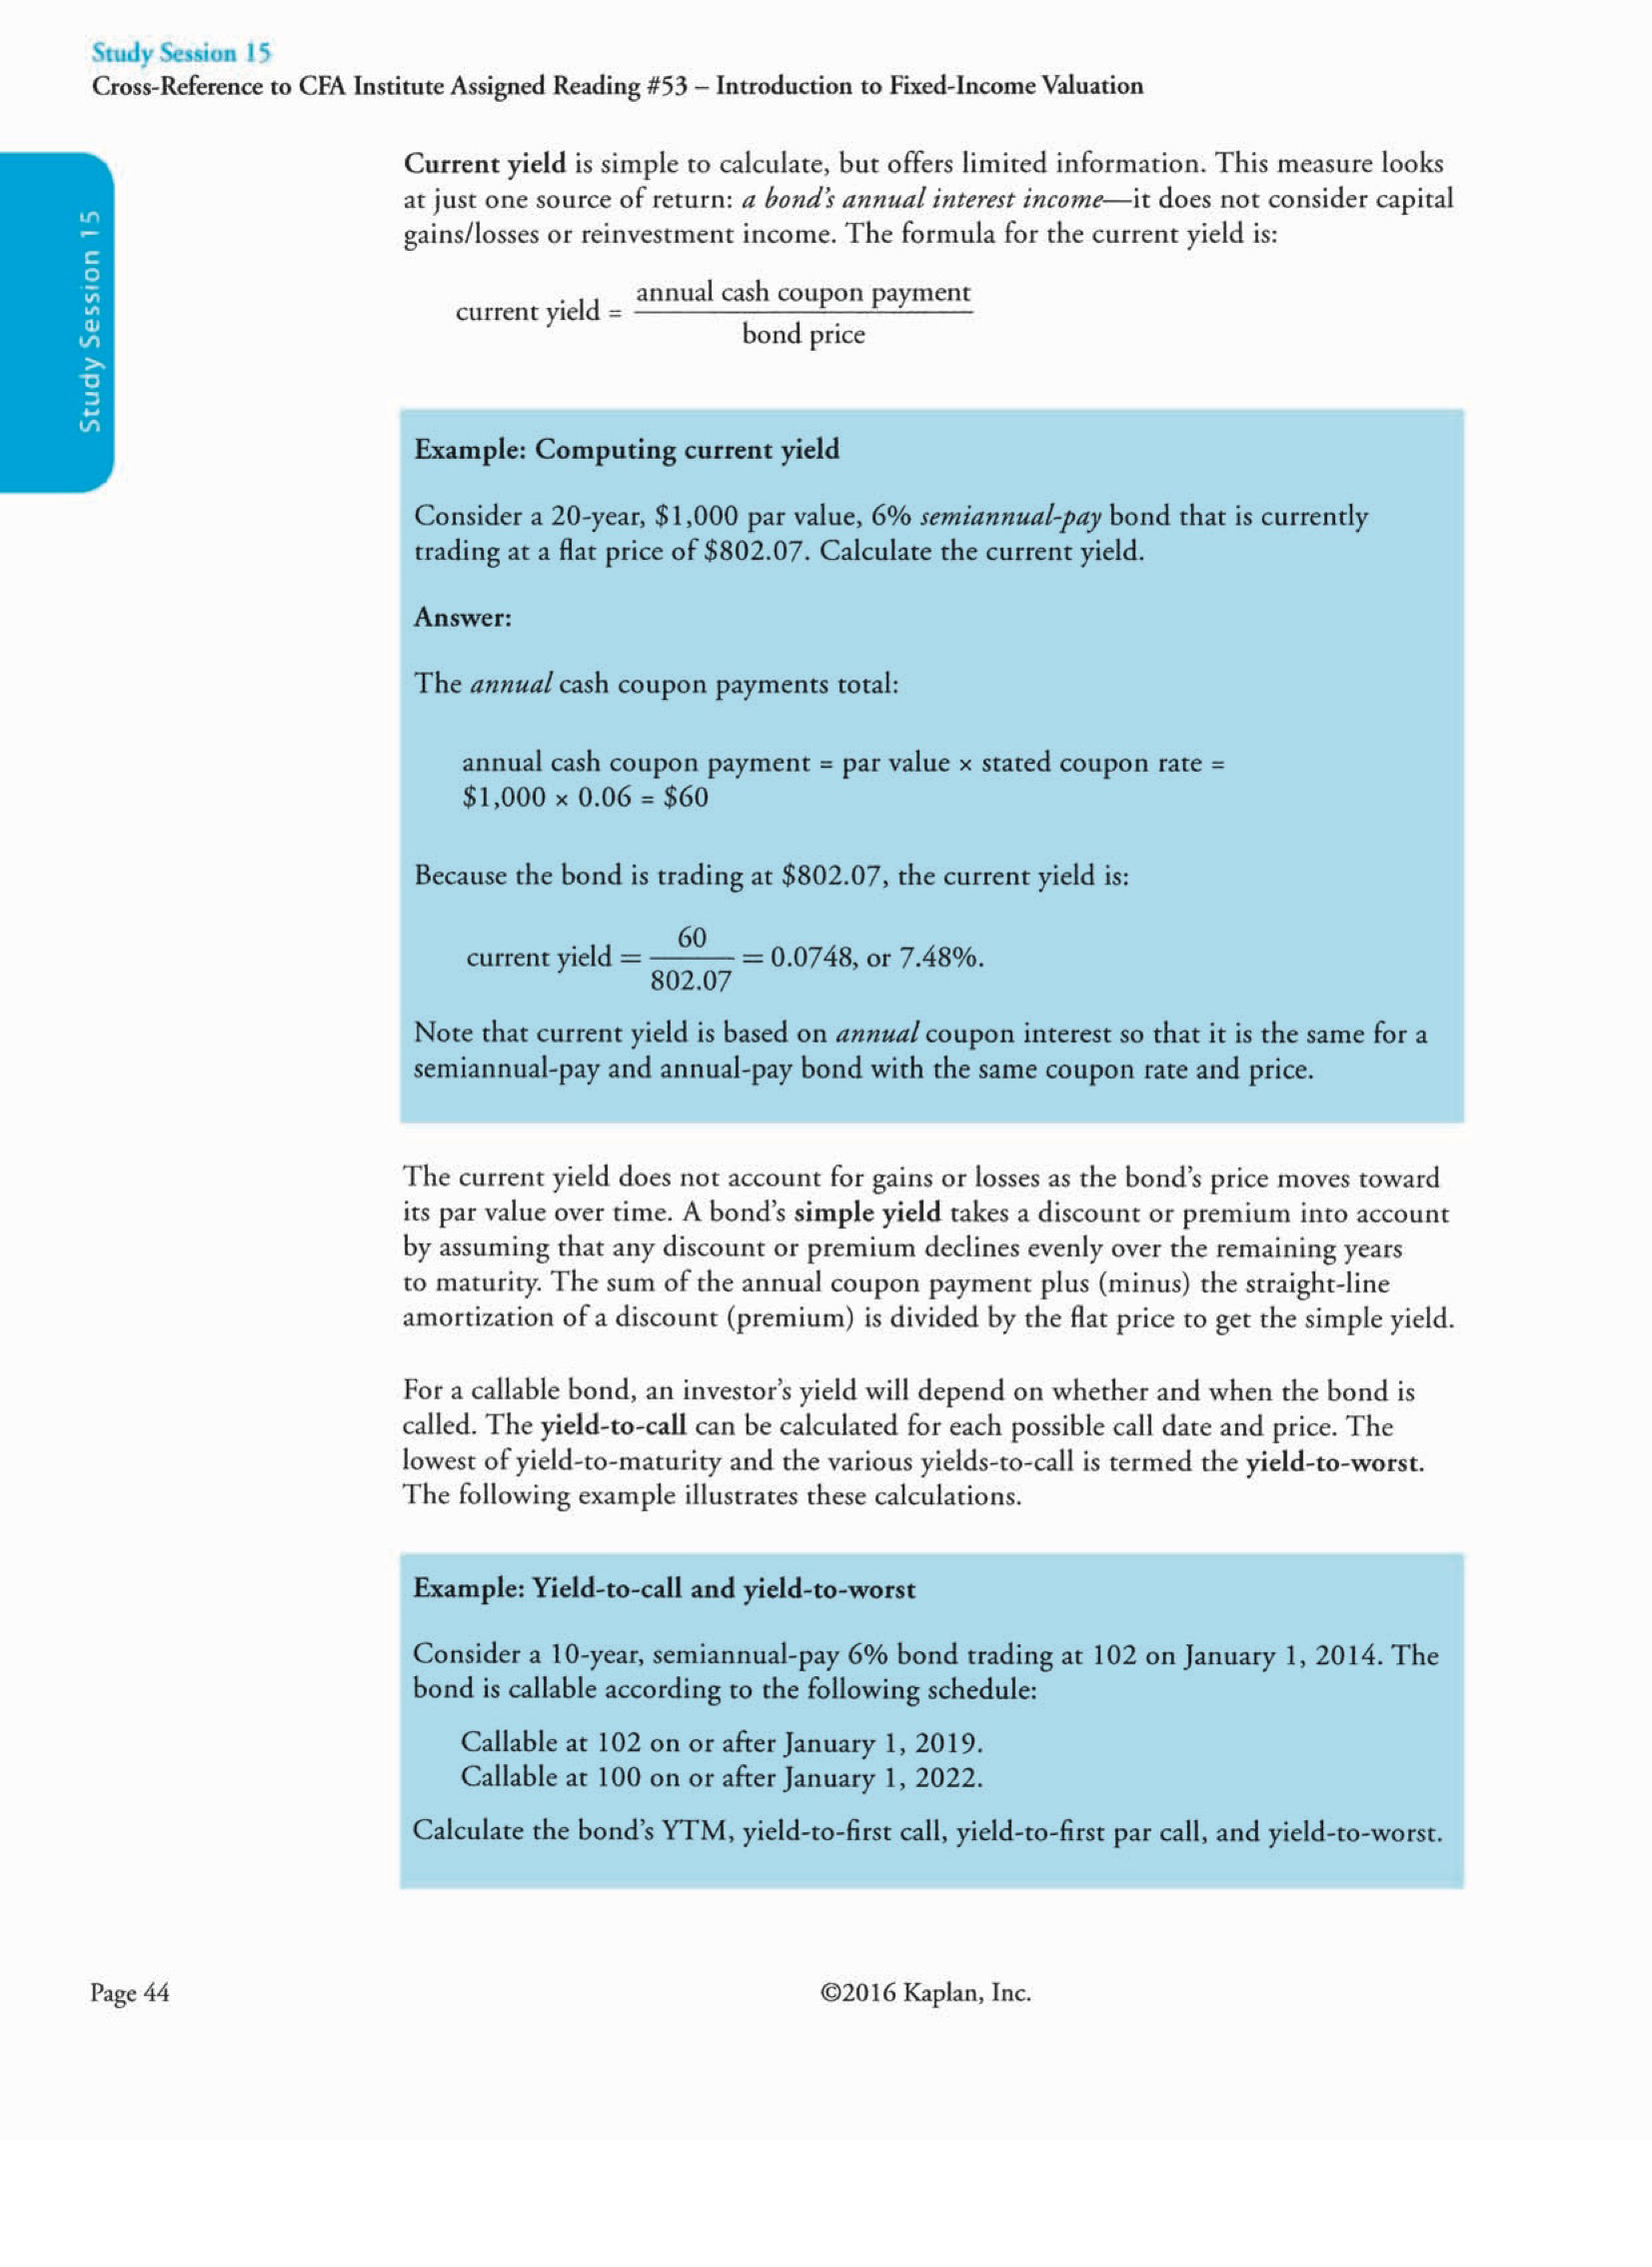 Study Session 15
Cross-Reference to CFA Institute Assigned Reading #53 – Introduction to Fixed-Income Valuation
Study Session 15
Current yield is simple to calculate, but offers limited information. This measure looks
at just one source of return: a bond's annual interest income—it does not consider capital
gains/losses or reinvestment income. The formula for the current yield is:
current yield = annual cash coupon payment
bond price
Example: Computing current yield
Consider a 20-year, $1,000 par value, 6% semiannual-pay bond that is currently
trading at a flat price of $802.07. Calculate the current yield.
Answer:
The annual cash coupon payments total:
annual cash coupon payment = par value × stated coupon rate =
$1,000 × 0.06 = $60
Because the bond is trading at $802.07, the current yield is:
current yield = 60 / 802.07 = 0.0748, or 7.48%.
Note that current yield is based on annual coupon interest so that it is the same for a
semiannual-pay and annual-pay bond with the same coupon rate and price.
The current yield does not account for gains or losses as the bond's price moves toward
its par value over time. A bond's simple yield takes a discount or premium into account
by assuming that any discount or premium declines evenly over the remaining years
to maturity. The sum of the annual coupon payment plus (minus) the straight-line
amortization of a discount (premium) is divided by the flat price to get the simple yield.
For a callable bond, an investor's yield will depend on whether and when the bond is
called. The yield-to-call can be calculated for each possible call date and price. The
lowest of yield-to-maturity and the various yields-to-call is termed the yield-to-worst.
The following example illustrates these calculations.
Example: Yield-to-call and yield-to-worst
Consider a 10-year, semiannual-pay 6% bond trading at 102 on January 1, 2014. The
bond is callable according to the following schedule:
Callable at 102 on or after January 1, 2019.
Callable at 100 on or after January 1, 2022.
Calculate the bond's YTM, yield-to-first call, yield-to-first par call, and yield-to-worst.
Page 44
©2016 Kaplan, Inc.